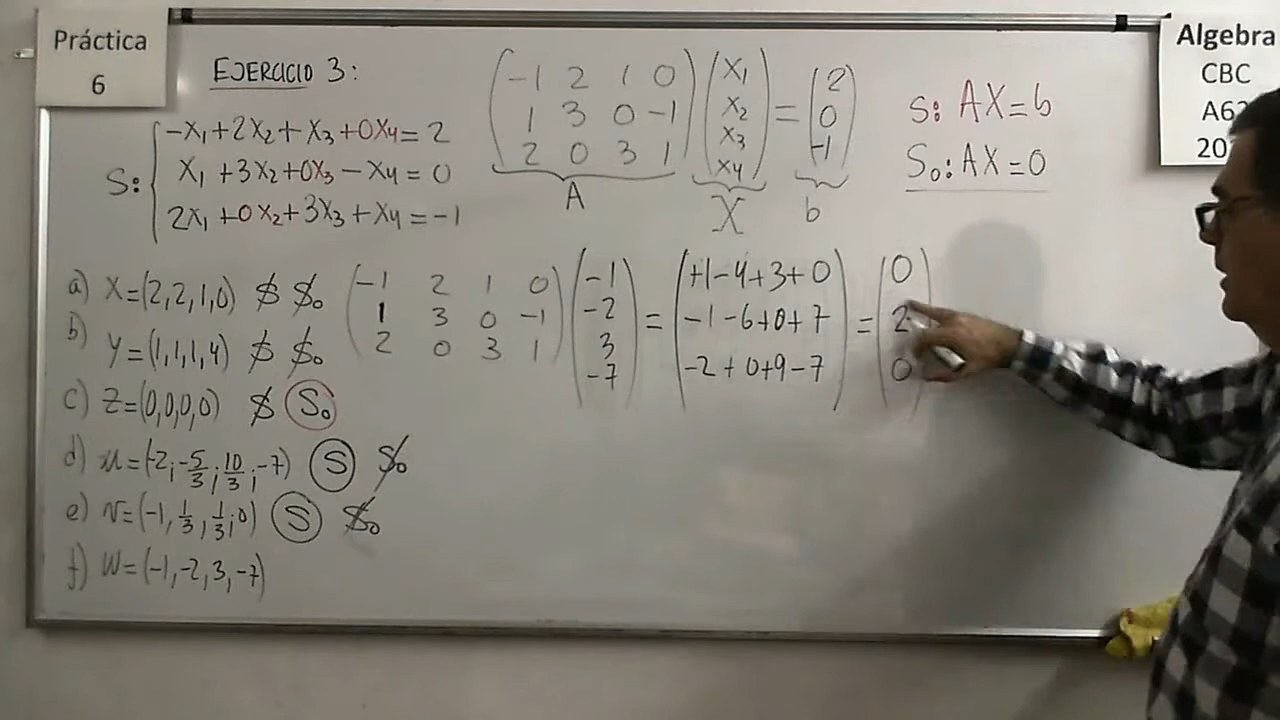 Práctica
6
EJERCICIO 3:
S: { -x₁+2x₂+x₃+0x₄=2
x₁+3x₂+0x₃-x₄=0
2x₁+0x₂+3x₃+x₄=-1
(-1 2 1 0) (x₁) = (2)
(1 3 0 -1) (x₂) (0)
(2 0 3 1) (x₃) (-1)
(x₄)
A X b
S: AX=b
S₀: AX=0
Algebra
CBC
a) X=(2,2,1,0) S S₀
b) Y=(1,1,1,4) S S₀
c) Z=(0,0,0,0) S S₀
d) u=(-2;-5/3;10/3;-7) S S₀
e) v=(-1,1/3,1/3,0) S S₀
f) W=(-1,-2,3,-7)
(-1 2 1 0) (-1) = (+1-4+3+0) = (0)
(1 3 0 -1) (-2) (-1-6+0+7) (2)
(2 0 3 1) (3) (-2+0+9-7) (0)
(-7)